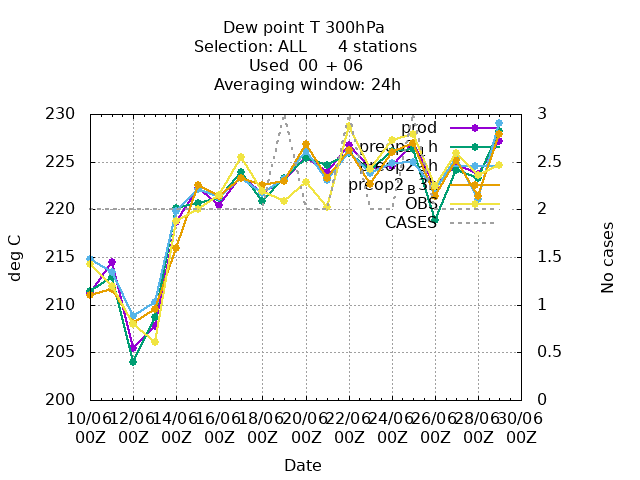 Dew point T 300hPa
Selection: ALL 4 stations
Used 00 + 06
Averaging window: 24h
230
225
220
215
210
205
200
3
2.5
2
1.5
1
0.5
0
deg C
No cases
prod
OBS
CASES
10/06 12/06 14/06 16/06 18/06 20/06 22/06 24/06 26/06 28/06 30/06
00Z 00Z 00Z 00Z 00Z 00Z 00Z 00Z 00Z 00Z 00Z
Date